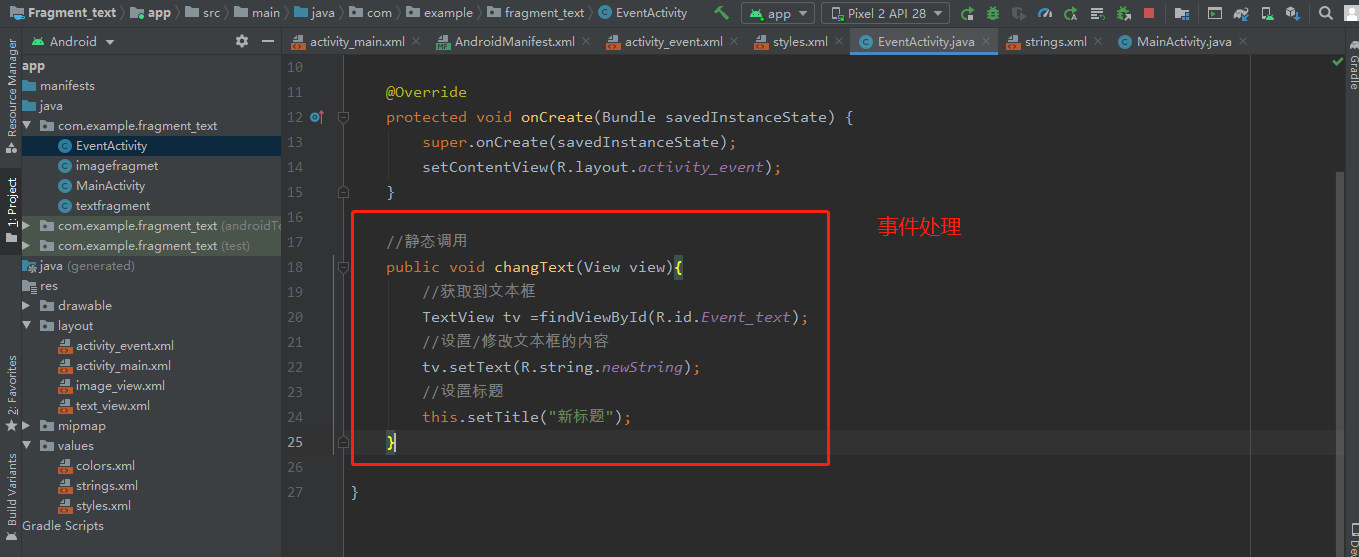 Fragment_text app src main java com example fragment_text EventActivity app Pixel 2 API 28
Android
activity_main.xml AndroidManifest.xml activity_event.xml styles.xml EventActivity.java strings.xml MainActivity.java
Resource Manager
1: Project
2: Favorites
Build Variants
Gradle
app
manifests
java
com.example.fragment_text
EventActivity
imagefragmet
MainActivity
textfragment
com.example.fragment_text (androidTe
com.example.fragment_text (test)
java (generated)
res
drawable
layout
activity_event.xml
activity_main.xml
image_view.xml
text_view.xml
mipmap
values
colors.xml
strings.xml
styles.xml
Gradle Scripts
10
11 @Override
12 protected void onCreate(Bundle savedInstanceState) {
13 super.onCreate(savedInstanceState);
14 setContentView(R.layout.activity_event);
15 }
16
17 //静态调用
18 public void changText(View view){
19 //获取到文本框
20 TextView tv =findViewById(R.id.Event_text);
21 //设置/修改文本框的内容
22 tv.setText(R.string.newString);
23 //设置标题
24 this.setTitle("新标题");
25 }
26
27 }
事件处理